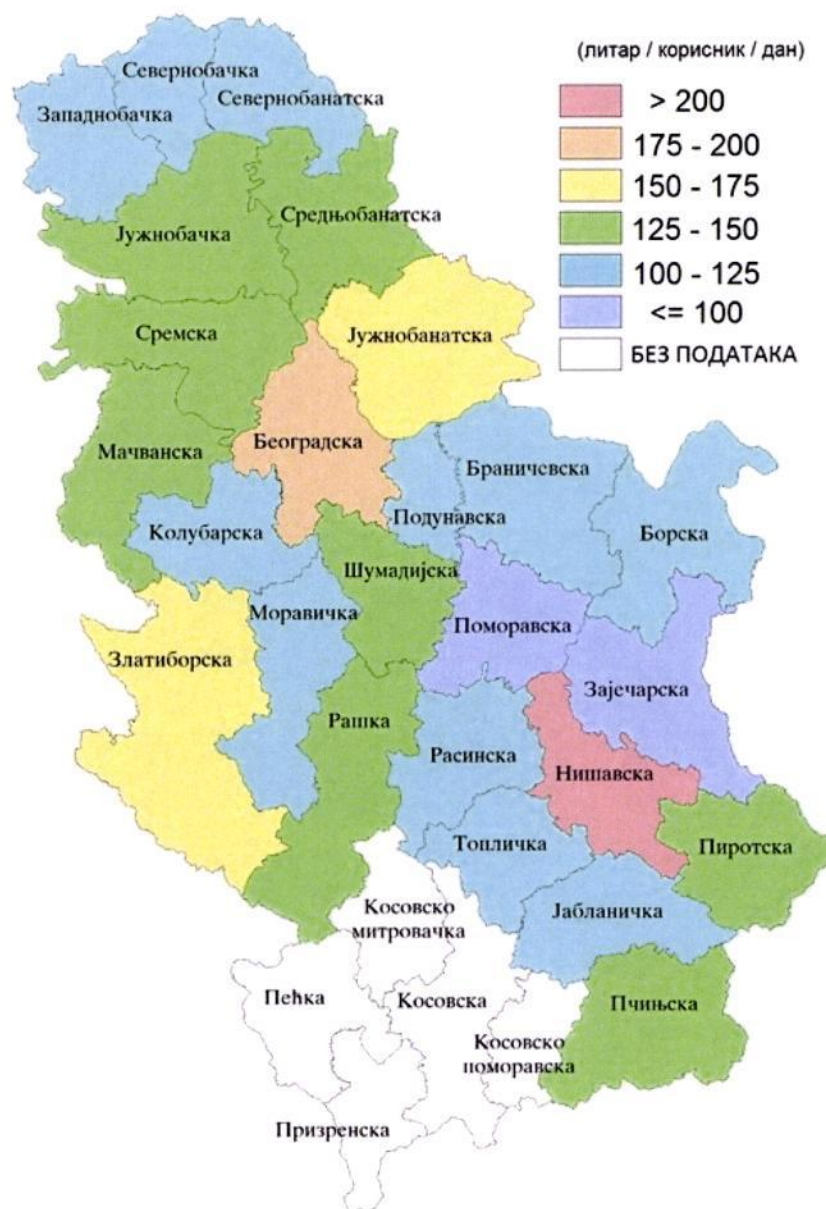 (литар / корисник / дан)
> 200
175 - 200
150 - 175
125 - 150
100 - 125
<= 100
БЕЗ ПОДАТАКА
Севернобачка
Севернобанатска
Западнобачка
Средњобанатска
Јужнобачка
Сремска
Јужнобанатска
Београдска
Мачванска
Браничевска
Подунавска
Колубарска
Борска
Шумадијска
Моравичка
Поморавска
Златиборска
Зајечарска
Рашка
Расинска
Нишавска
Топличка
Пиротска
Јабланичка
Косовско
митровачка
Пећка
Косовска
Пчињска
Косовско
поморавска
Призренска